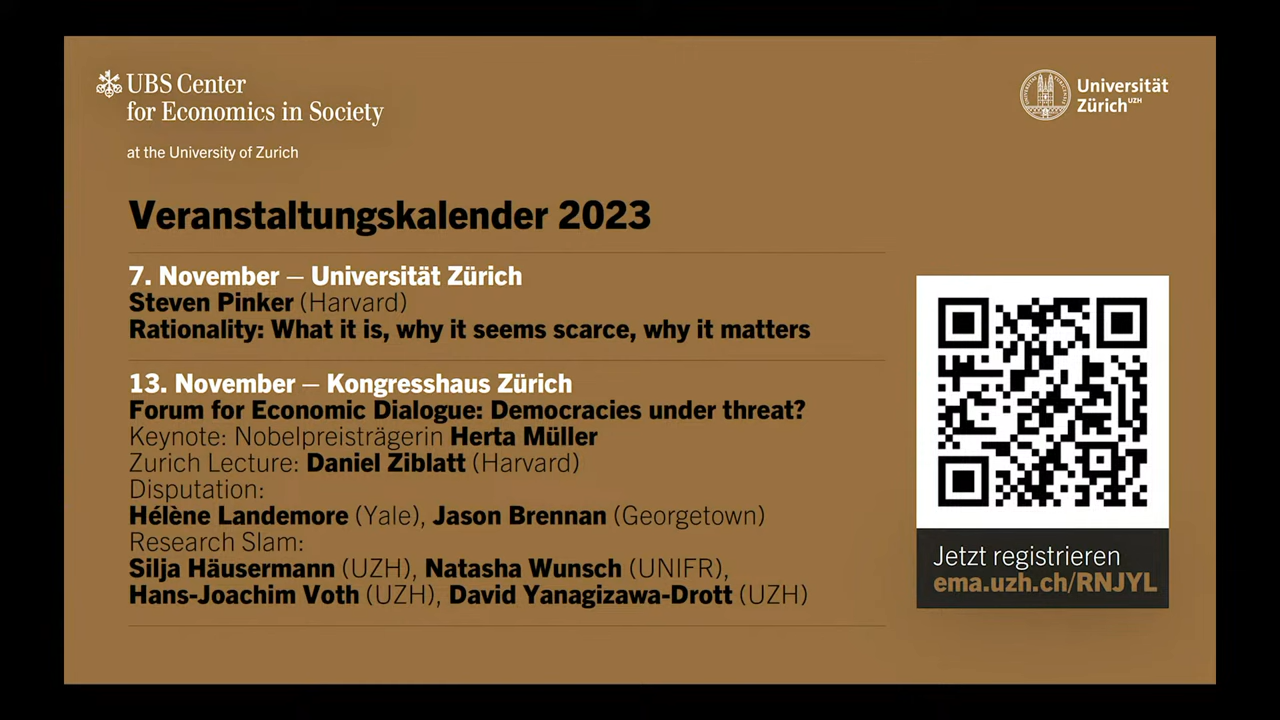 UBS Center
for Economics in Society
at the University of Zurich
Universität
Zürich UZH
Veranstaltungskalender 2023
7. November – Universität Zürich
Steven Pinker (Harvard)
Rationality: What it is, why it seems scarce, why it matters
13. November – Kongresshaus Zürich
Forum for Economic Dialogue: Democracies under threat?
Keynote: Nobelpreisträgerin Herta Müller
Zurich Lecture: Daniel Ziblatt (Harvard)
Disputation:
Hélène Landemore (Yale), Jason Brennan (Georgetown)
Research Slam:
Silja Häusermann (UZH), Natasha Wunsch (UNIFR),
Hans-Joachim Voth (UZH), David Yanagizawa-Drott (UZH)
Jetzt registrieren
ema.uzh.ch/RNJYL